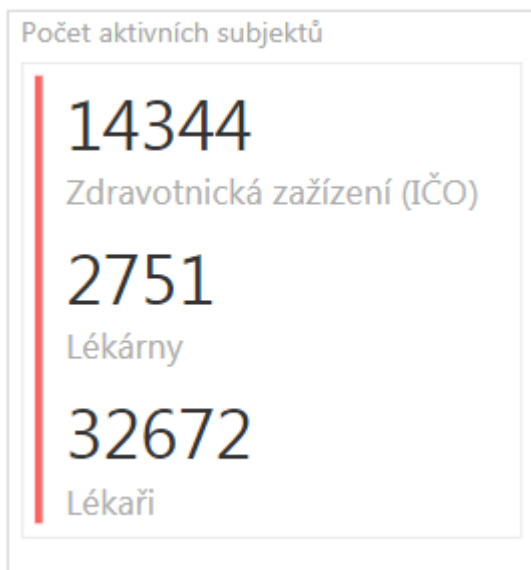 Počet aktivních subjektů
14344
Zdravotnická zažízení (IČO)
2751
Lékárny
32672
Lékaři